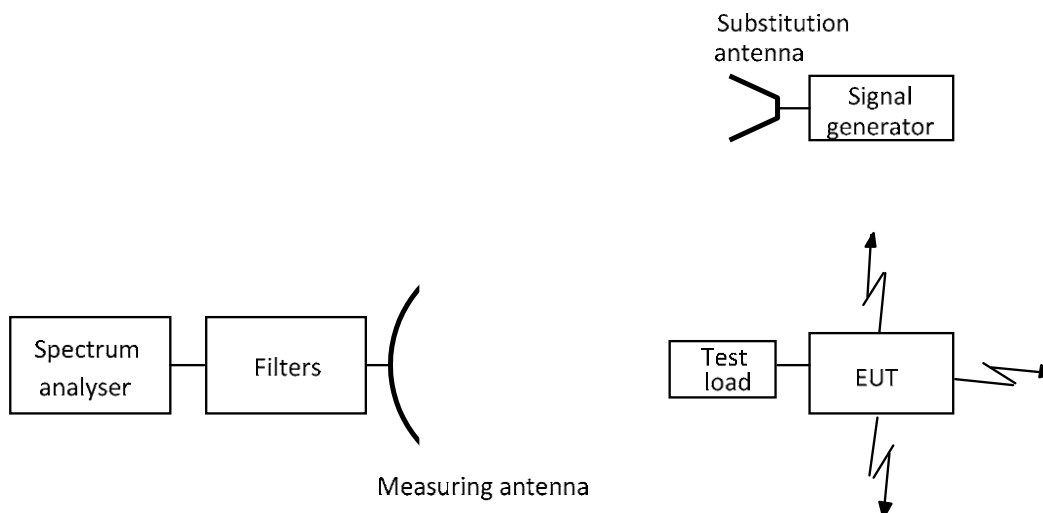 Substitution
antenna
Signal
generator
Spectrum
analyser
Filters
Test
load
EUT
Measuring antenna